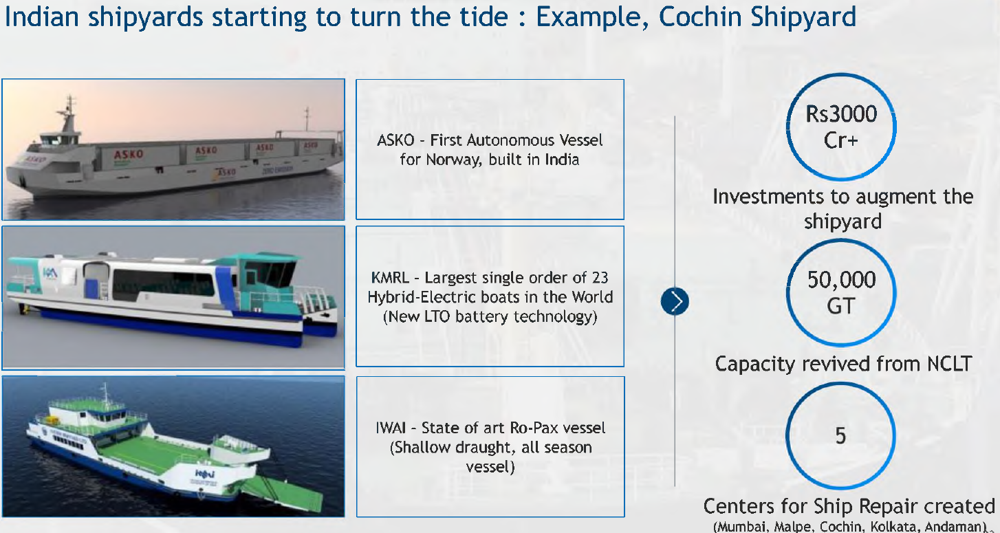 Indian shipyards starting to turn the tide : Example, Cochin Shipyard
ASKO
ASKO
ASKO
ASKO
ASKO
ASKO
ZERO EMISSION
ASKO - First Autonomous Vessel
for Norway, built in India
KMRL - Largest single order of 23
Hybrid-Electric boats in the World
(New LTO battery technology)
IWAI - State of art Ro-Pax vessel
(Shallow draught, all season
vessel)
Rs3000
Cr+
Investments to augment the
shipyard
50,000
GT
Capacity revived from NCLT
5
Centers for Ship Repair created
(Mumbai, Malpe, Cochin, Kolkata, Andaman)